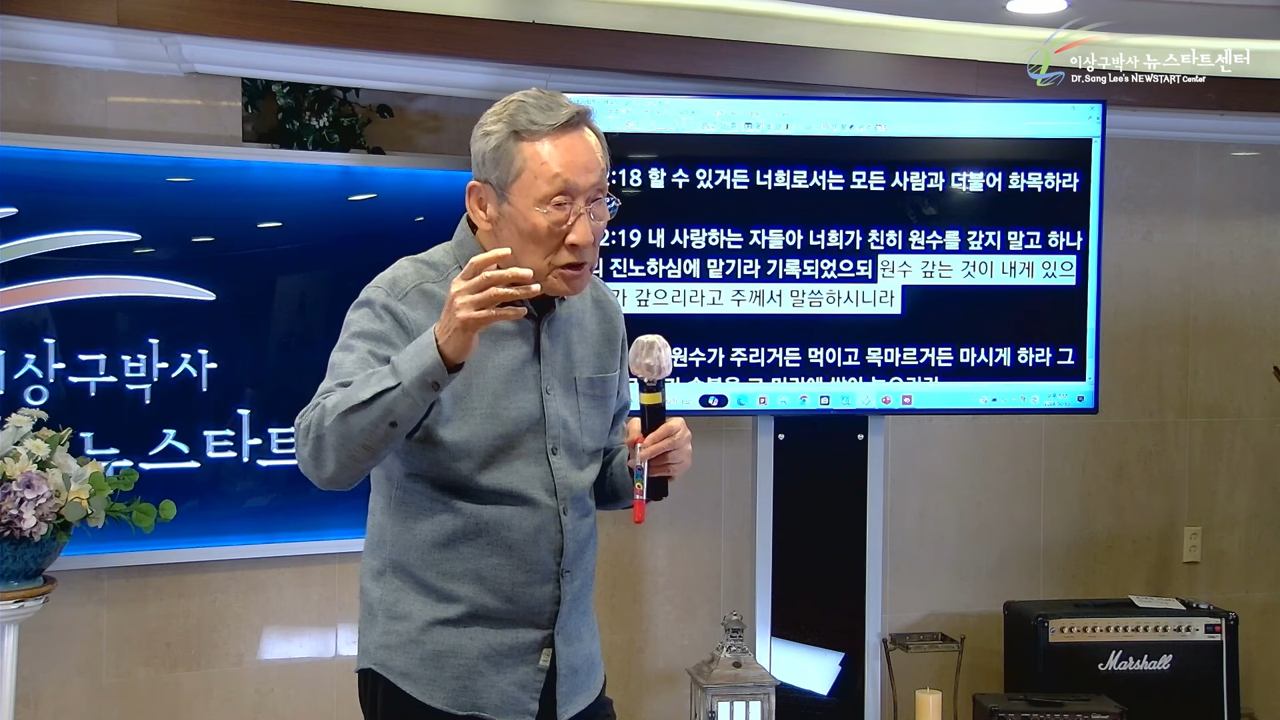 이상구박사 뉴스타트센터
Dr. Sang Lee's NEWSTART Center
:18 할 수 있거든 너희로서는 모든 사람과 더불어 화목하라
2:19 내 사랑하는 자들아 너희가 친히 원수를 갚지 말고 하나
진노하심에 맡기라 기록되었으되 원수 갚는 것이 내게 있으
가 갚으리라고 주께서 말씀하시니라
원수가 주리거든 먹이고 목마르거든 마시게 하라 그
이상구박사
뉴스타트
Marshall